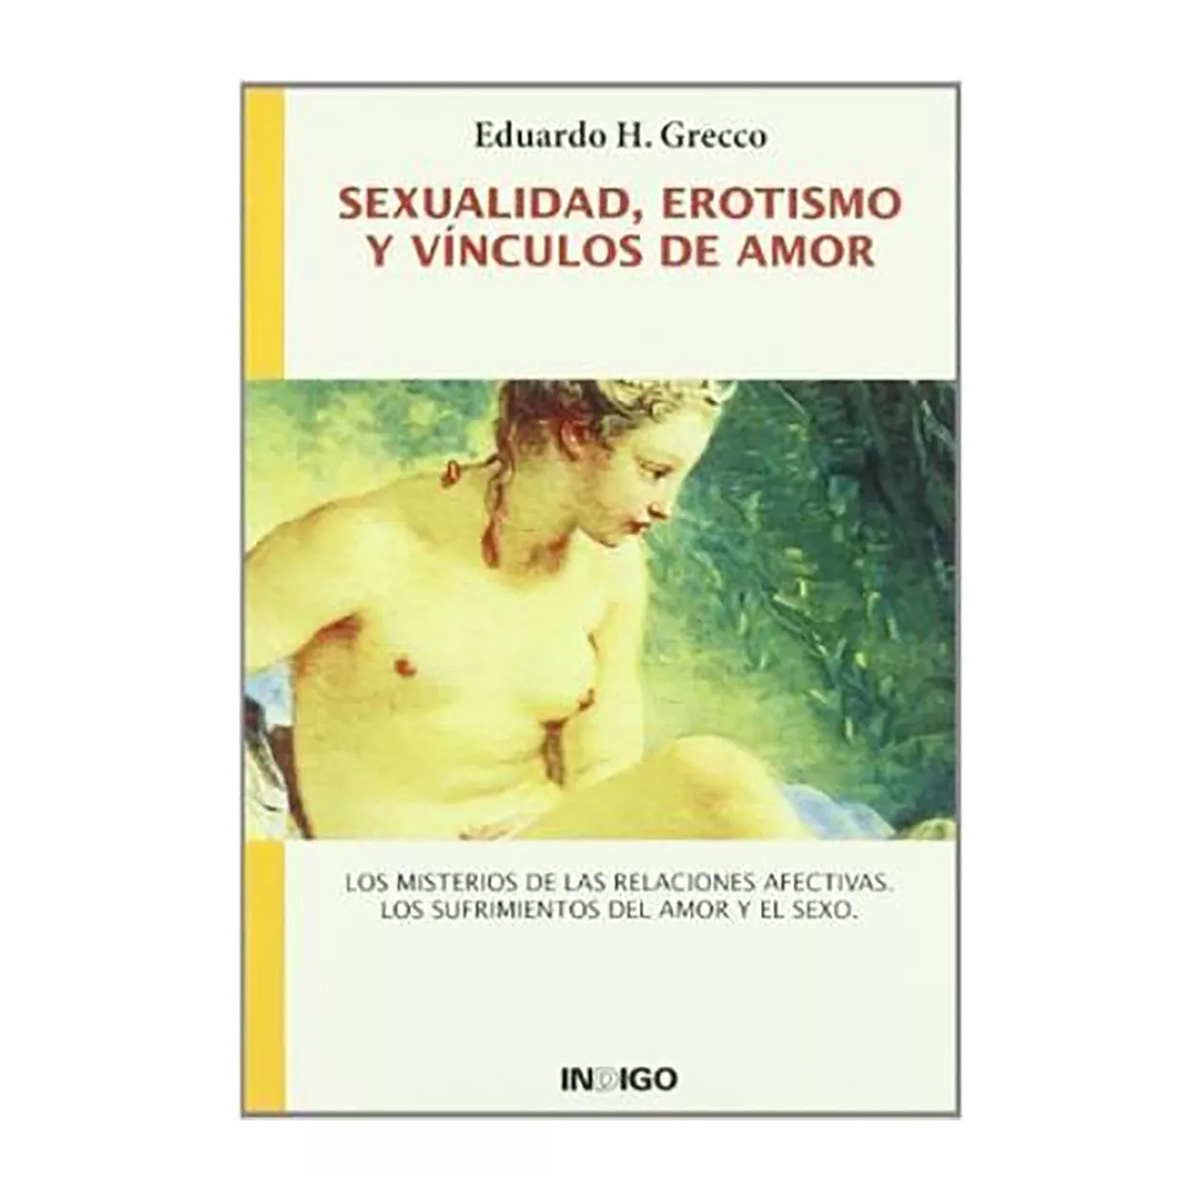 Eduardo H. Grecco
SEXUALIDAD, EROTISMO
Y VÍNCULOS DE AMOR
LOS MISTERIOS DE LAS RELACIONES AFECTIVAS.
LOS SUFRIMIENTOS DEL AMOR Y EL SEXO.
INDIGO